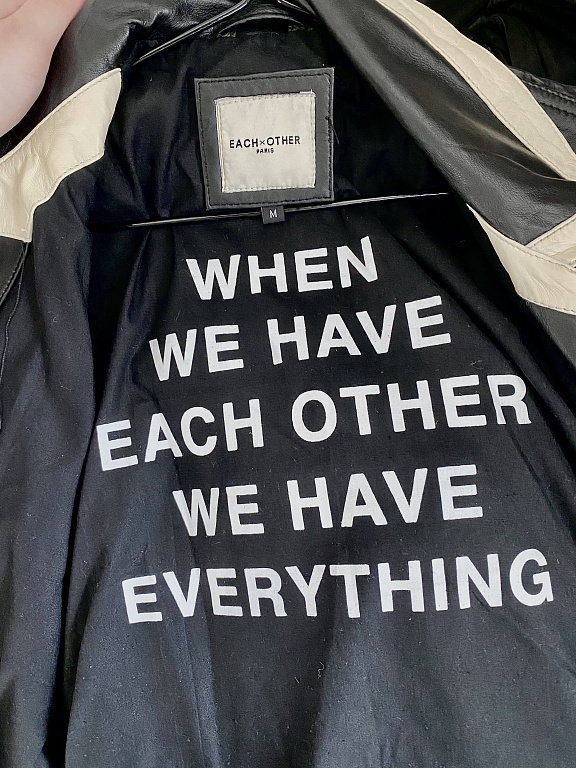 EACH×OTHER
PARIS
M
WHEN
WE HAVE
EACH OTHER
WE HAVE
EVERYTHING